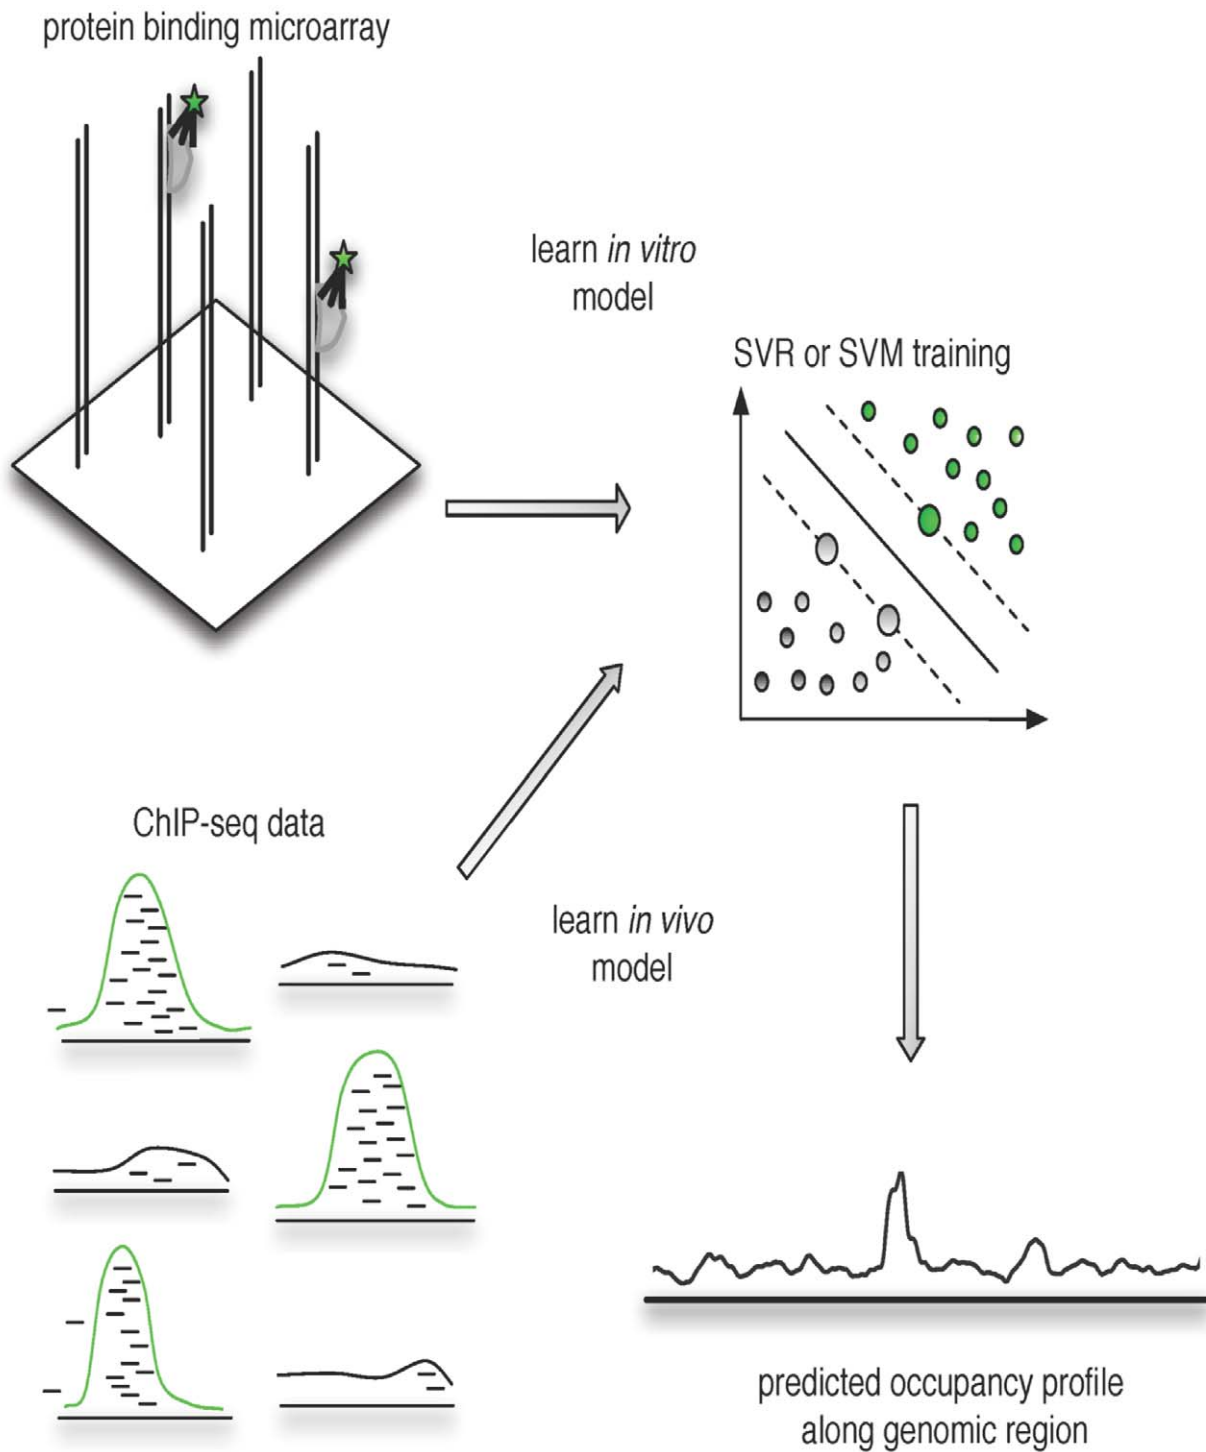 protein binding microarray
learn in vitro
model
SVR or SVM training
ChIP-seq data
learn in vivo
model
predicted occupancy profile
along genomic region